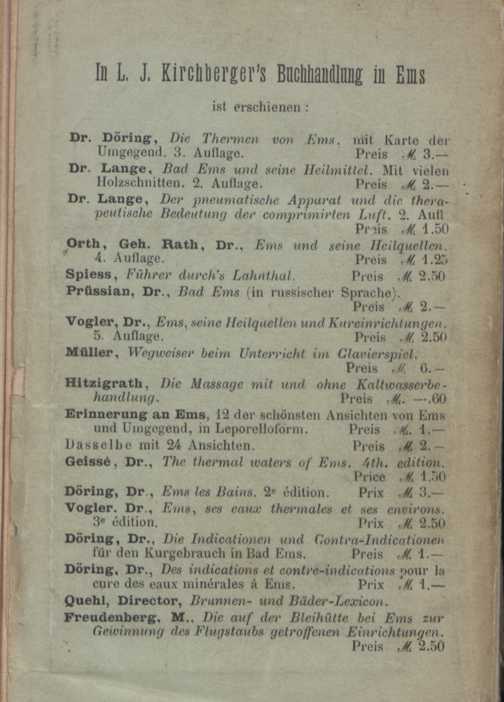 In L. J. Kirchberger's Buchhandlung in Ems
ist erschienen:
Dr. Döring, Die Thermen von Ems, mit Karte der
Umgegend. 3. Auflage. Preis M. 3.—
Dr. Lange, Bad Ems und seine Heilmittel. Mit vielen
Holzschnitten. 2. Auflage. Preis M. 2.—
Dr. Lange, Der pneumatische Apparat und die thera-
peutische Bedeutung der comprimirten Luft. 2. Aufl
Preis M. 1.50
Orth, Geh. Rath, Dr., Ems und seine Heilquellen.
4. Auflage. Preis M. 1.25
Spiess, Führer durch's Lahnthal. Preis M. 2.50
Prüssian, Dr., Bad Ems (in russischer Sprache).
Preis M. 2.—
Vogler, Dr., Ems, seine Heilquellen und Kureinrichtungen.
5. Auflage. Preis M. 2.50
Müller, Wegweiser beim Unterricht im Clavierspiel.
Preis M. 6.—
Hitzigrath, Die Massage mit und ohne Kaltwasserbe-
handlung. Preis M. —.60
Erinnerung an Ems, 12 der schönsten Ansichten von Ems
und Umgegend, in Leporelloform. Preis M. 1.—
Dasselbe mit 24 Ansichten. Preis M. 2.—
Geissé, Dr., The thermal waters of Ems. 4th. edition.
Price M. 1.50
Döring, Dr., Ems les Bains. 2e édition. Prix M. 3.—
Vogler. Dr., Ems, ses eaux thermales et ses environs.
3e édition. Prix M. 2.50
Döring, Dr., Die Indicationen und Contra-Indicationen
für den Kurgebrauch in Bad Ems. Preis M. 1.—
Döring, Dr., Des indications et contre-indications pour la
cure des eaux minérales á Ems. Prix M. 1.—
Quehl, Director, Brunnen- und Bäder-Lexicon.
Freudenberg, M., Die auf der Bleihütte bei Ems zur
Gewinnung des Flugstaubs getroffenen Einrichtungen.
Preis M. 2.50